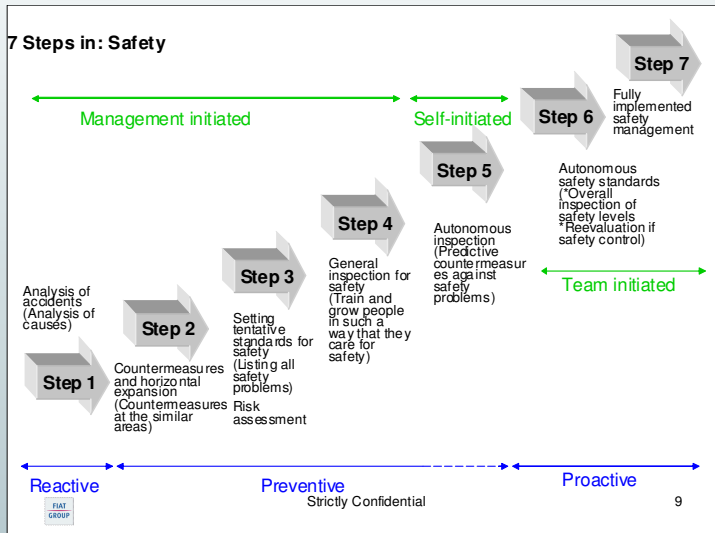 7 Steps in: Safety
Management initiated
Self-initiated
Step 7
Fully
implemented
safety
management
Step 6
Autonomous
safety standards
(*Overall
inspection of
safety levels
*Reevaluation if
safety control)
Team initiated
Step 5
Autonomous
inspection
(Predictive
countermeasur
es against
safety
problems)
Step 4
General
inspection for
safety
(Train and
grow people
in such a
way that they
care for
safety)
Step 3
Setting
tentative
standards for
safety
(Listing all
safety
problems)
Risk
assessment
Step 2
Countermeasures
and horizontal
expansion
(Countermeasures
at the similar
areas)
Analysis of
accidents
(Analysis of
causes)
Step 1
Reactive
Preventive
Proactive
FIAT
GROUP
Strictly Confidential
9